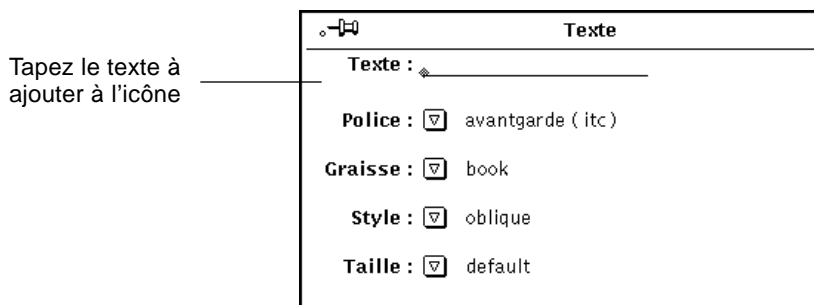 Texte
Tapez le texte à
ajouter à l'icône
Texte :
Police : avantgarde ( itc )
Graisse : book
Style : oblique
Taille : default